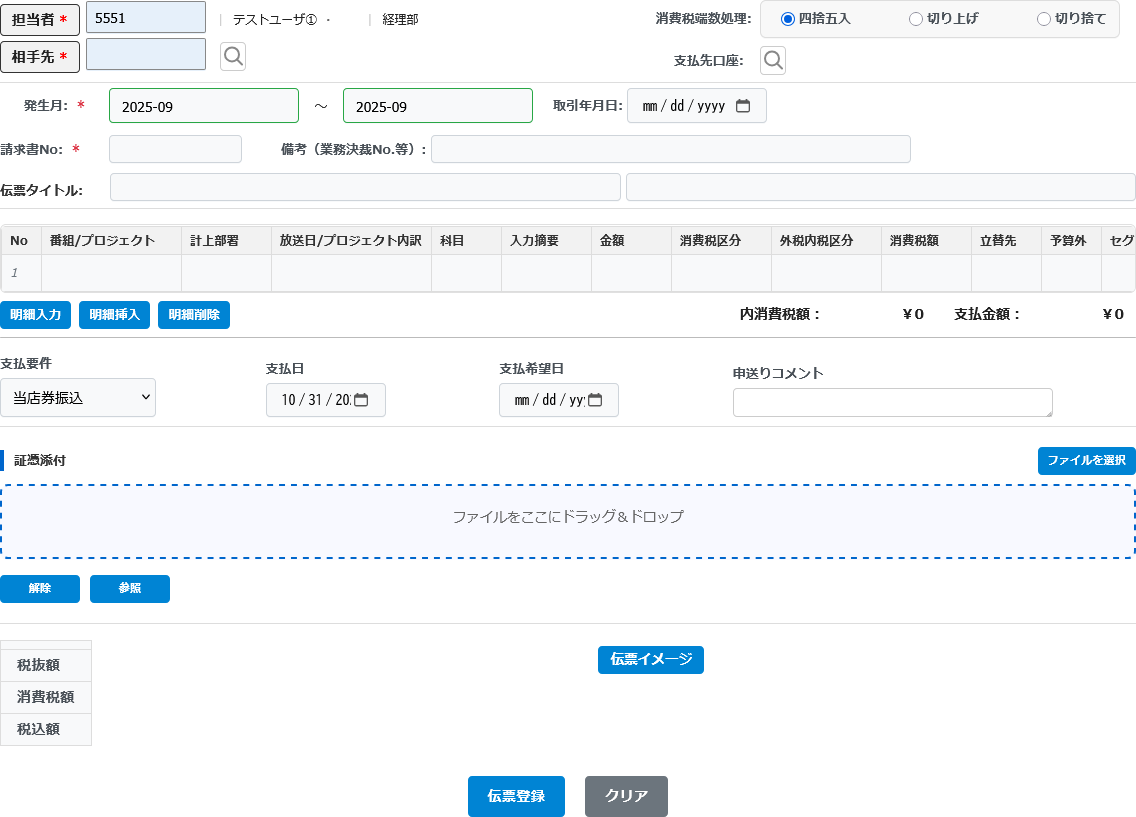 担当者 * 5551 | テストユーザ① ・ | 経理部 消費税端数処理: 四捨五入 切り上げ 切り捨て
相手先 * 支払先口座:
発生月: * 2025-09 ～ 2025-09 取引年月日: mm/dd/yyyy
請求書No: * 備考（業務決裁No.等）:
伝票タイトル:
No 番組/プロジェクト 計上部署 放送日/プロジェクト内訳 科目 入力摘要 金額 消費税区分 外税内税区分 消費税額 立替先 予算外 セグ
1
明細入力 明細挿入 明細削除 内消費税額： ￥0 支払金額： ￥0
支払要件 支払日 支払希望日 申送りコメント
当店券振込 10/31/20 mm/dd/yy
証憑添付 ファイルを選択
ファイルをここにドラッグ＆ドロップ
解除 参照
税抜額 伝票イメージ
消費税額
税込額
伝票登録 クリア